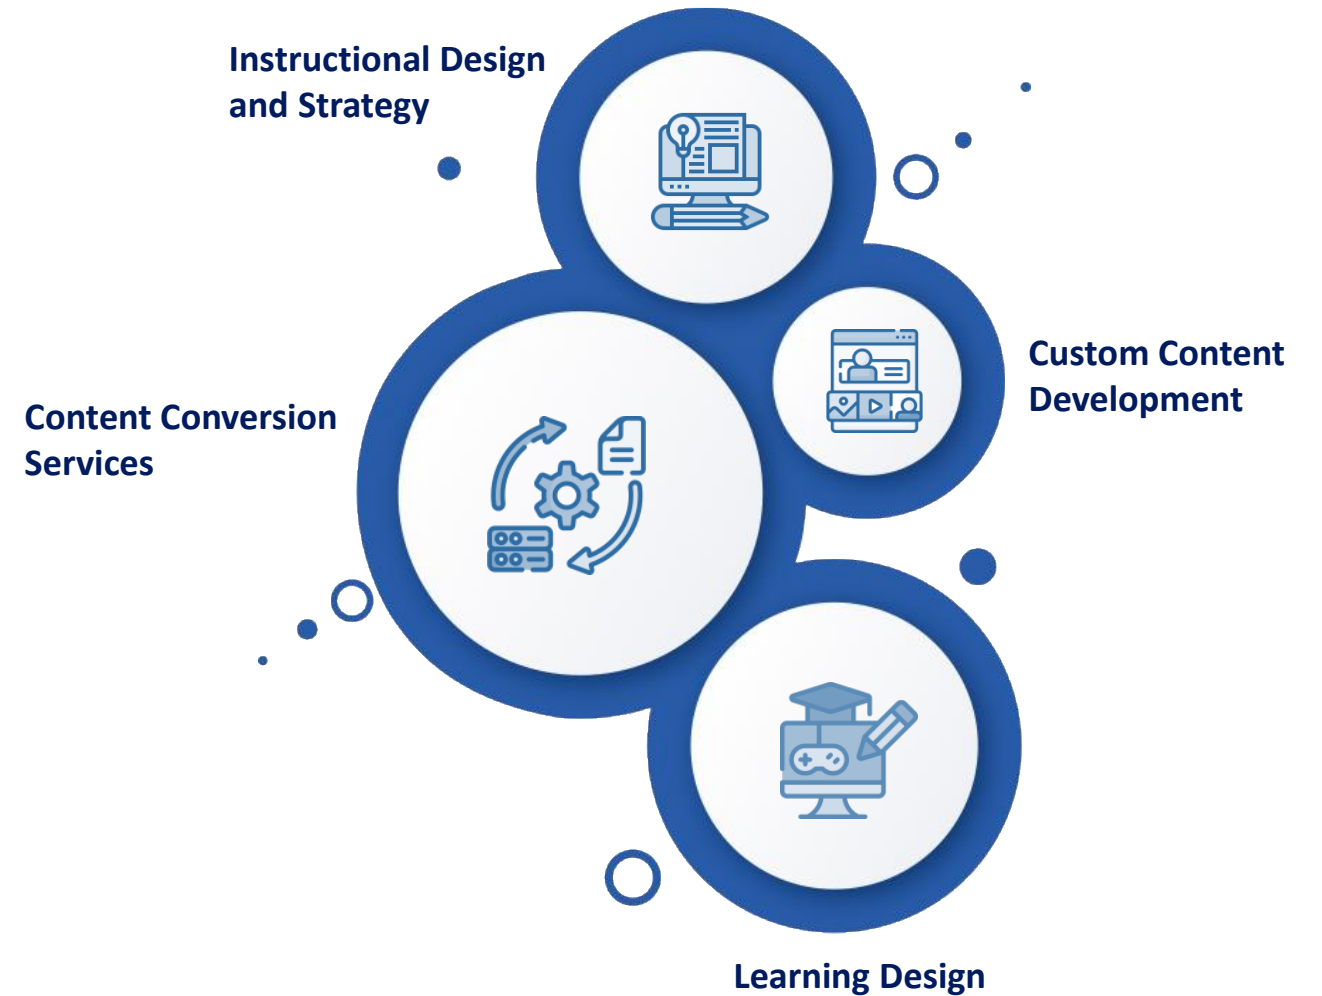 Instructional Design
and Strategy
Custom Content
Development
Content Conversion
Services
Learning Design